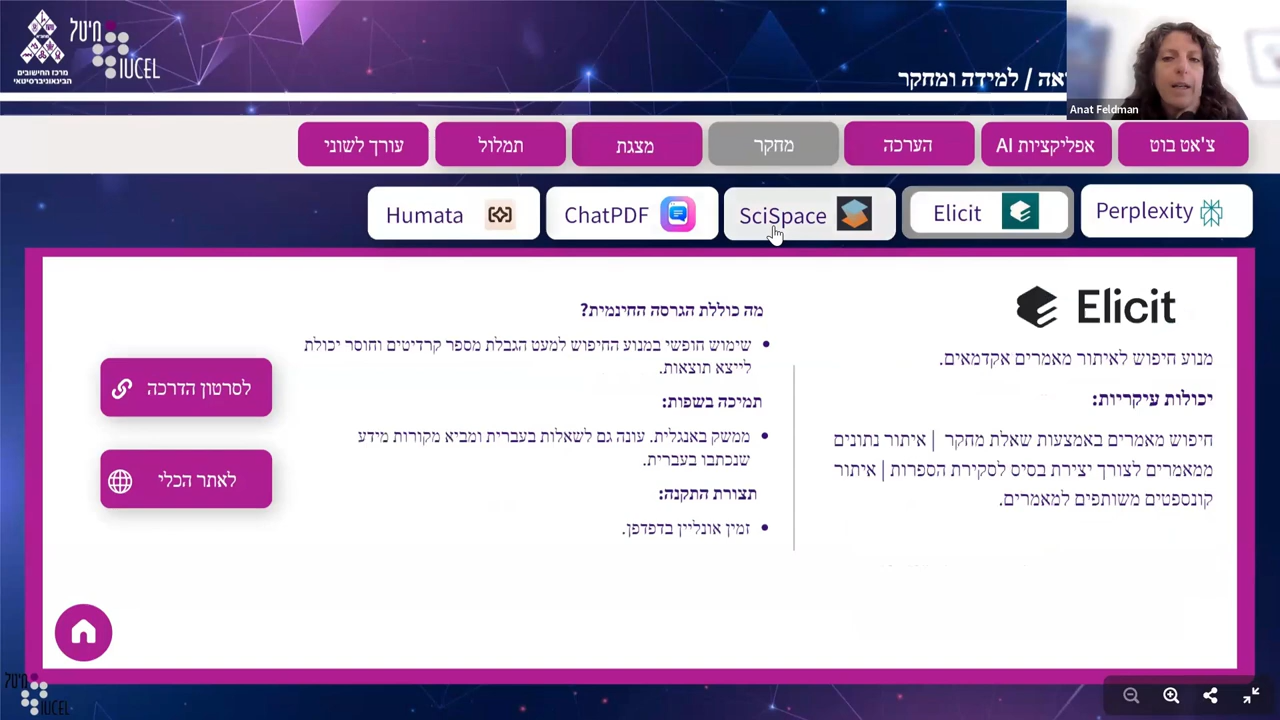 מיטל
IUCEL
מרכז החישובים
הבינאוניברסיטאי
/ למידה ומחקר
Anat Feldman
צ'אט בוט
אפליקציות AI
הערכה
מחקר
מצגת
תמלול
עורך לשוני
Perplexity
Elicit
SciSpace
ChatPDF
Humata
Elicit
מנוע חיפוש לאיתור מאמרים אקדמאים.
יכולות עיקריות:
חיפוש מאמרים באמצעות שאלת מחקר | איתור נתונים
ממאמרים לצורך יצירת בסיס לסקירת הספרות | איתור
קונספטים משותפים למאמרים.
מה כוללת הגרסה החינמית?
• שימוש חופשי במנוע החיפוש למעט הגבלת מספר קרדיטים וחוסר יכולת
לייצא תוצאות.
תמיכה בשפות:
• ממשק באנגלית. עונה גם לשאלות בעברית ומביא מקורות מידע
שנכתבו בעברית.
תצורת התקנה:
• זמין אונליין בדפדפן.
לסרטון הדרכה
לאתר הכלי
מיטל
IUCEL